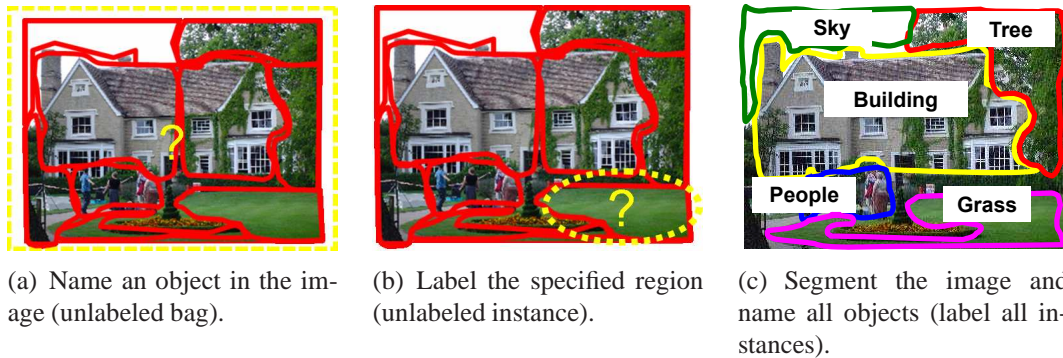 ?
?
Sky
Tree
Building
People
Grass
(a) Name an object in the im-
age (unlabeled bag).
(b) Label the specified region
(unlabeled instance).
(c) Segment the image and
name all objects (label all in-
stances).